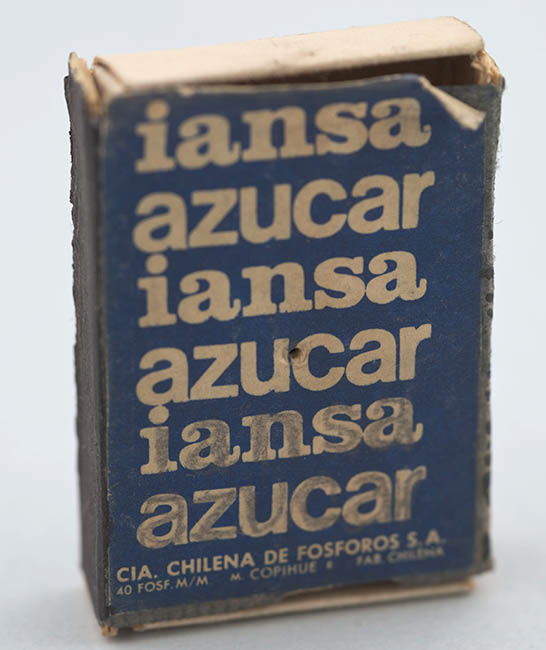 iansa
azucar
iansa
azucar
iansa
azucar
CIA. CHILENA DE FOSFOROS S.A.
40 FOSF. M/M M. COPIHUE R FAB. CHILENA